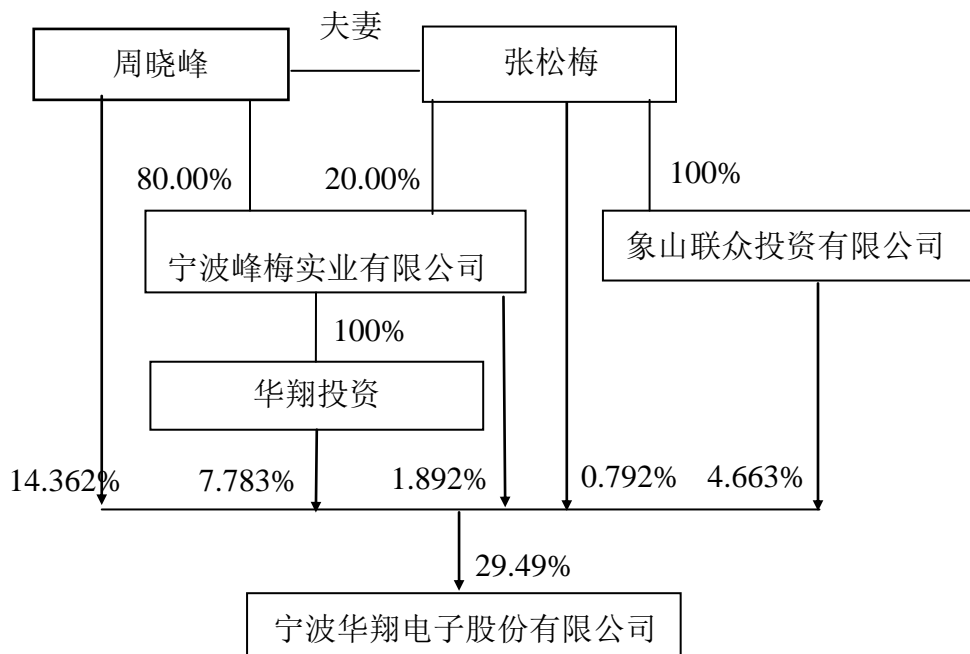 夫妻
周晓峰
张松梅
80.00%
20.00%
100%
宁波峰梅实业有限公司
象山联众投资有限公司
100%
华翔投资
14.362%
7.783%
1.892%
0.792%
4.663%
29.49%
宁波华翔电子股份有限公司